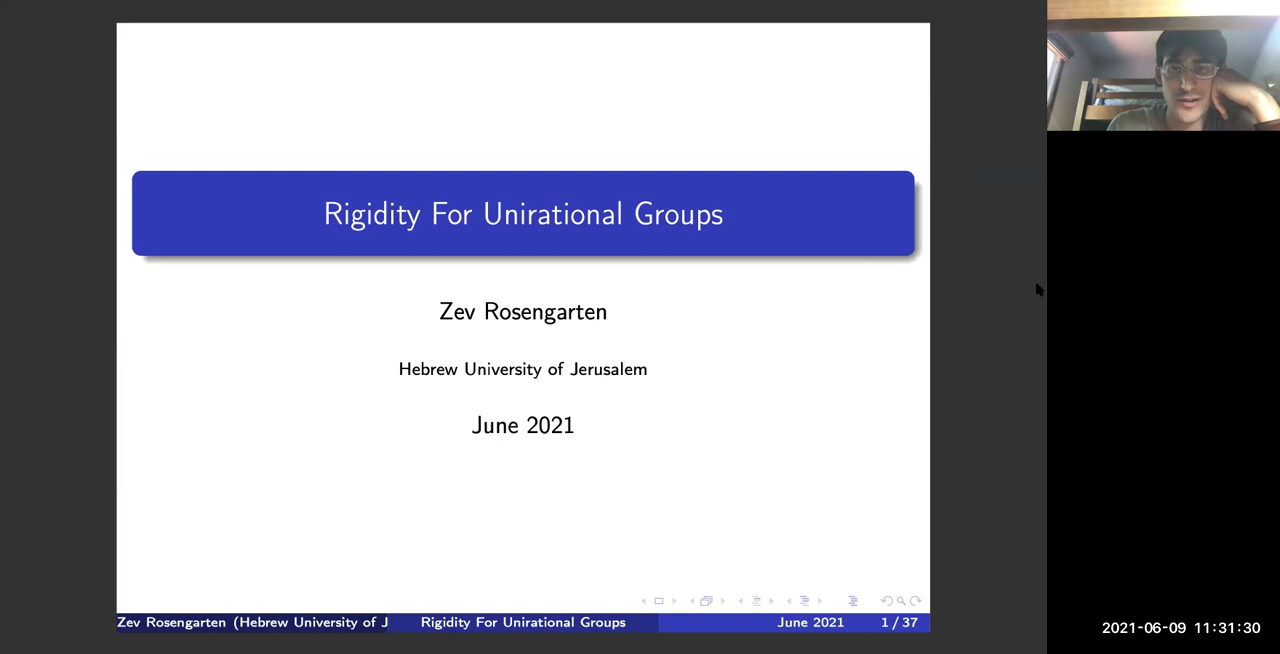 Rigidity For Unirational Groups
Zev Rosengarten
Hebrew University of Jerusalem
June 2021
Zev Rosengarten (Hebrew University of J
Rigidity For Unirational Groups
June 2021
1 / 37
2021-06-09 11:31:30